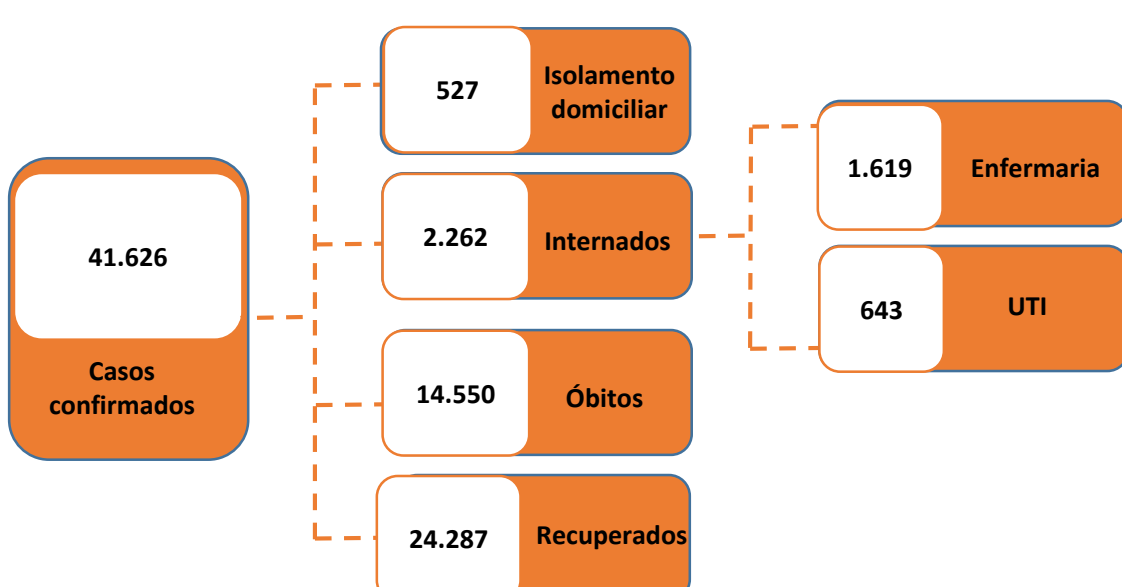 41.626
Casos
confirmados
527
Isolamento
domiciliar
2.262
Internados
14.550
Óbitos
24.287
Recuperados
1.619
Enfermaria
643
UTI